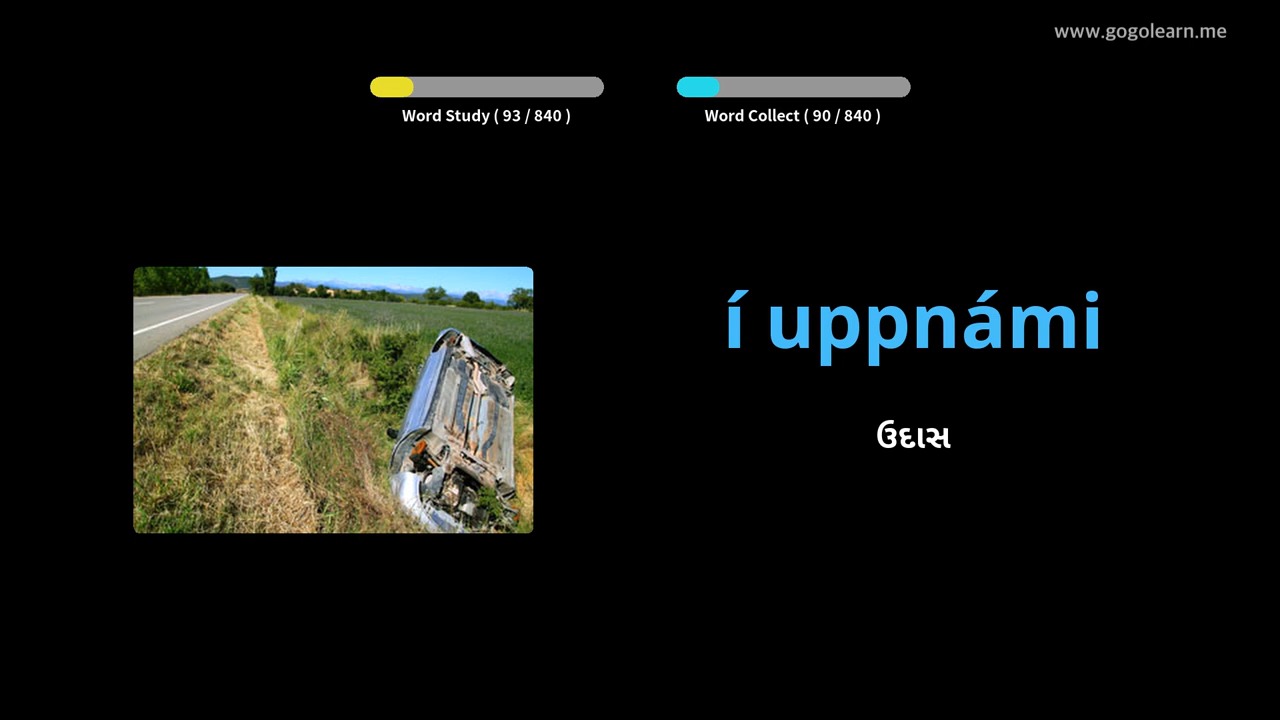 www.gogolearn.me
Word Study ( 93 / 840 )
Word Collect ( 90 / 840 )
í uppnámi
ઉદાસ